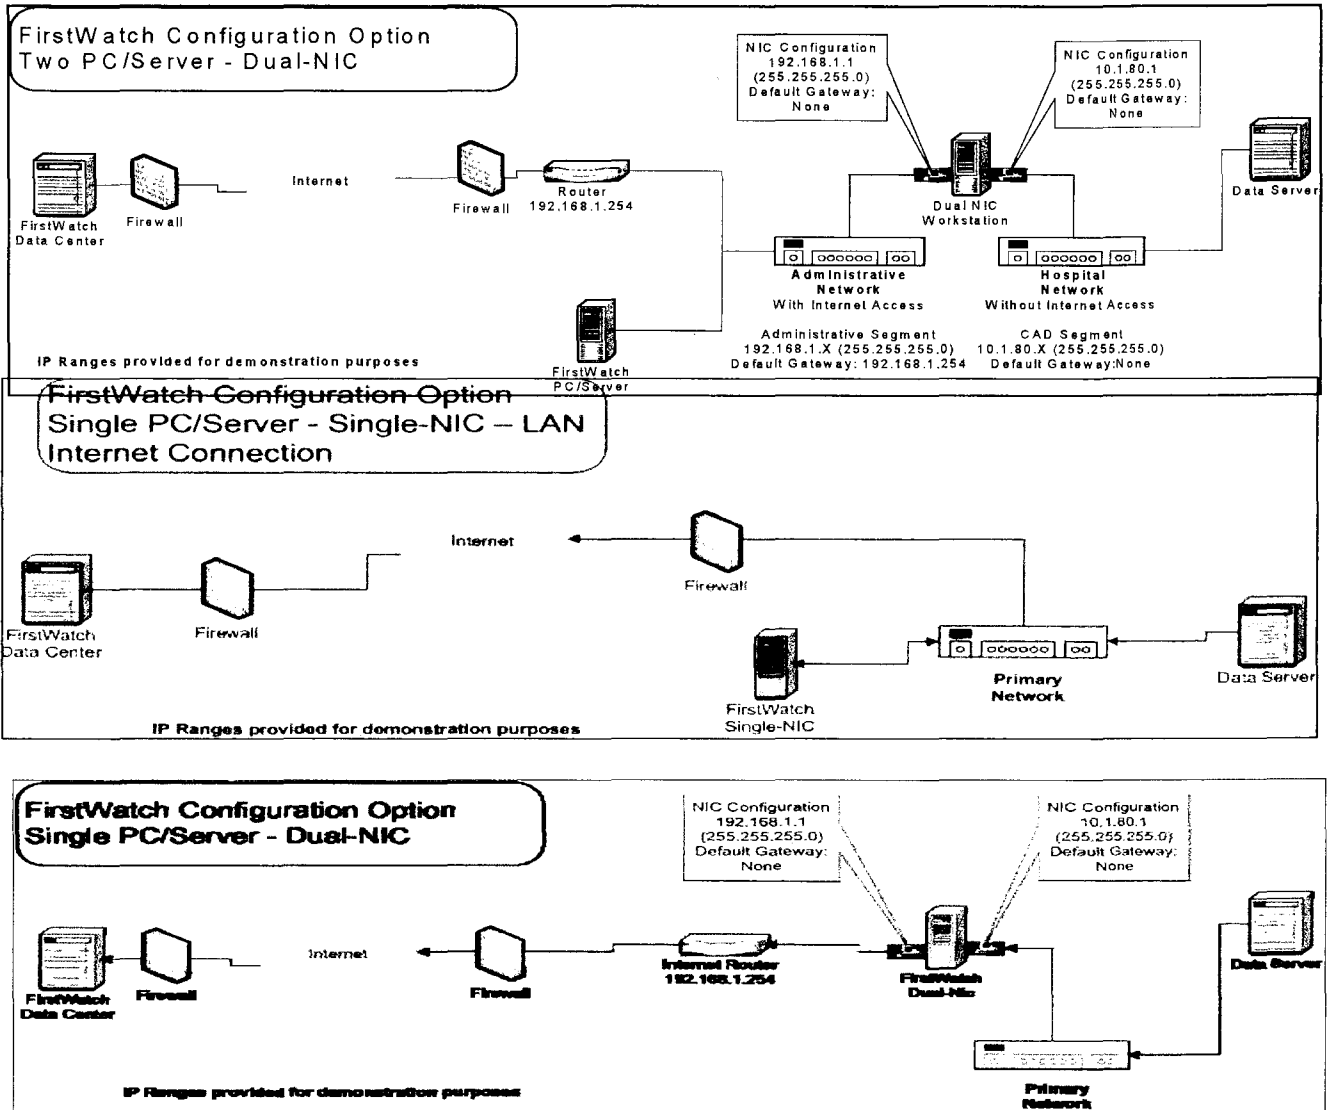 FirstWatch Configuration Option
Two PC/Server - Dual-NIC
NIC Configuration
192.168.1.1
(255.255.255.0)
Default Gateway:
None
NIC Configuration
10.1.80.1
(255.255.255.0)
Default Gateway:
None
FirstWatch
Data Center
Firewall
Internet
Firewall
Router
192.168.1.254
Dual NIC
Workstation
Data Server
Administrative
Network
With Internet Access
Hospital
Network
Without Internet Access
Administrative Segment
192.168.1.X (255.255.255.0)
Default Gateway: 192.168.1.254
CAD Segment
10.1.80.X (255.255.255.0)
Default Gateway:None
FirstWatch
PC/Server
IP Ranges provided for demonstration purposes
FirstWatch Configuration Option
Single PC/Server - Single-NIC – LAN
Internet Connection
FirstWatch
Data Center
Firewall
Internet
Firewall
FirstWatch
Single-NIC
Primary
Network
Data Server
IP Ranges provided for demonstration purposes
FirstWatch Configuration Option
Single PC/Server - Dual-NIC
NIC Configuration
192.168.1.1
(255.255.255.0)
Default Gateway:
None
NIC Configuration
10.1.80.1
(255.255.255.0)
Default Gateway:
None
FirstWatch
Data Center
Firewall
Internet
Firewall
Internet Router
192.168.1.254
FirstWatch
Dual-Nic
Data Server
Primary
Network
IP Ranges provided for demonstration purposes